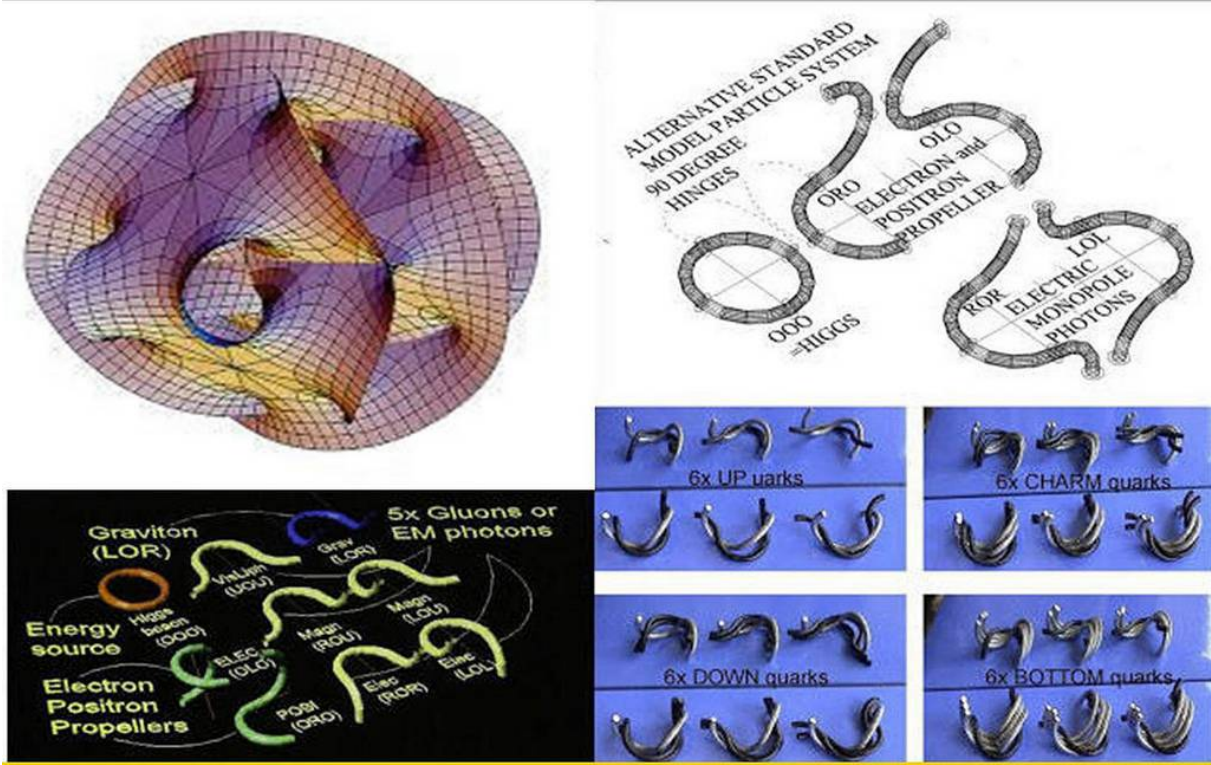 ALTERNATIVE STANDARD
MODEL PARTICLE SYSTEM
90 DEGREE
HINGES
OLO
ORO
ELECTRON and
POSITRON
PROPELLER
OOO
=HIGGS
LOL
ROR
ELECTRIC
MONOPOLE
PHOTONS
Graviton
(LOR)
5x Gluons or
EM photons
Grav
(LOR)
(UOU)
Higgs
(OOO)
Energy
source
Magn
(ROU)
Magn
(LOU)
ELEC
(OLO)
Elec
(ROR)
Elec
(LOL)
POSI
(ORO)
Electron
Positron
Propellers
6x UP uarks
6x CHARM quarks
6x DOWN quarks
6x BOTTOM quarks